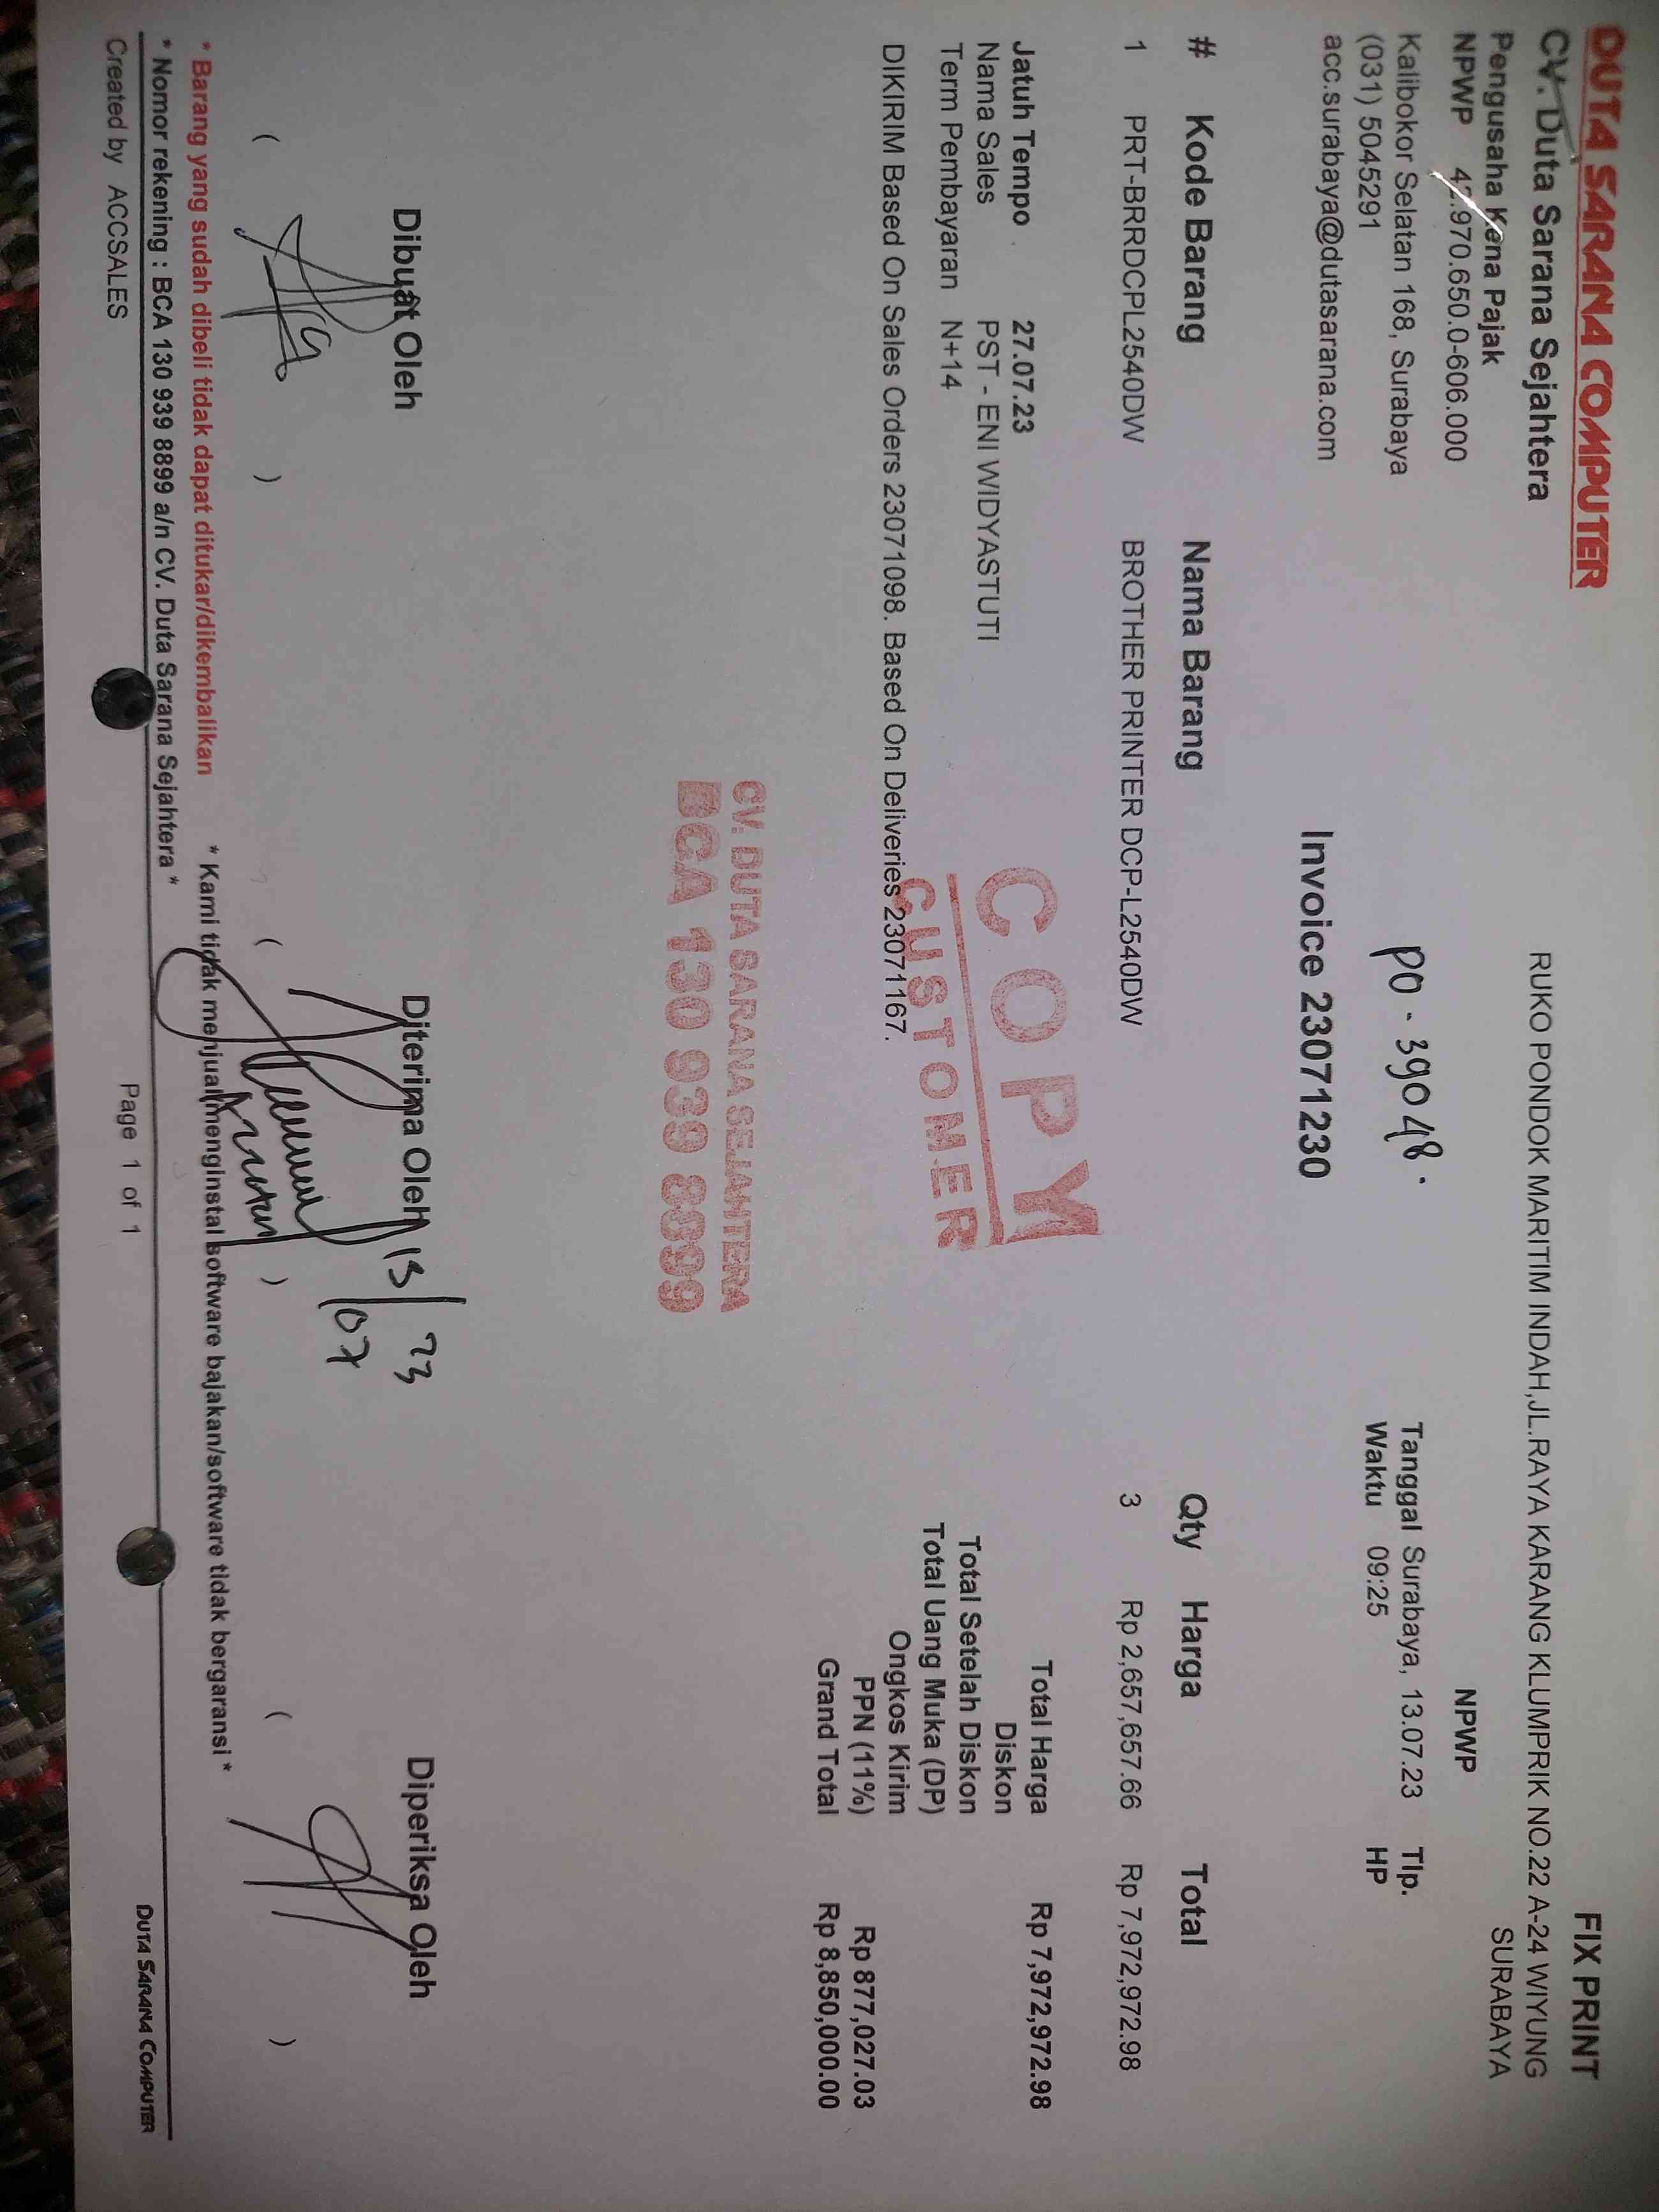 DUTA SARANA COMPUTER
CV. Duta Sarana Sejahtera
Pengusaha Kena Pajak
NPWP 42.970.650.0-606.000
Kalibokor Selatan 168, Surabaya
(031) 5045291
acc.surabaya@dutasarana.com
FIX PRINT
RUKO PONDOK MARITIM INDAH,JL.RAYA KARANG KLUMPRIK NO.22 A-24 WIYUNG
SURABAYA
NPWP
PO - 39048.
Tanggal Surabaya, 13.07.23 Tlp.
Waktu 09:25 HP
Invoice 23071230
# Kode Barang Nama Barang Qty Harga Total
1 PRT-BRRDCPL2540DW BROTHER PRINTER DCP-L2540DW 3 Rp 2,657,657.66 Rp 7,972,972.98
Jatuh Tempo 27.07.23
Nama Sales PST - ENI WIDYASTUTI
Term Pembayaran N+14
DIKIRIM Based On Sales Orders 23071098. Based On Deliveries 23071167.
COPY
CUSTOMER
Total Harga Rp 7,972,972.98
Diskon
Total Setelah Diskon
Total Uang Muka (DP)
Ongkos Kirim
PPN (11%) Rp 877,027.03
Grand Total Rp 8,850,000.00
CV. DUTA SARANA SEJAHTERA
BCA 130 939 8899
Dibuat Oleh Diterima Oleh Diperiksa Oleh
13/07 23
( ) ( ) ( )
* Barang yang sudah dibeli tidak dapat ditukar/dikembalikan * Kami tidak menjual/menginstal software bajakan/software tidak bergaransi *
* Nomor rekening : BCA 130 939 8899 a/n CV. Duta Sarana Sejahtera *
Created by ACCSALES Page 1 of 1 DUTA SARANA COMPUTER